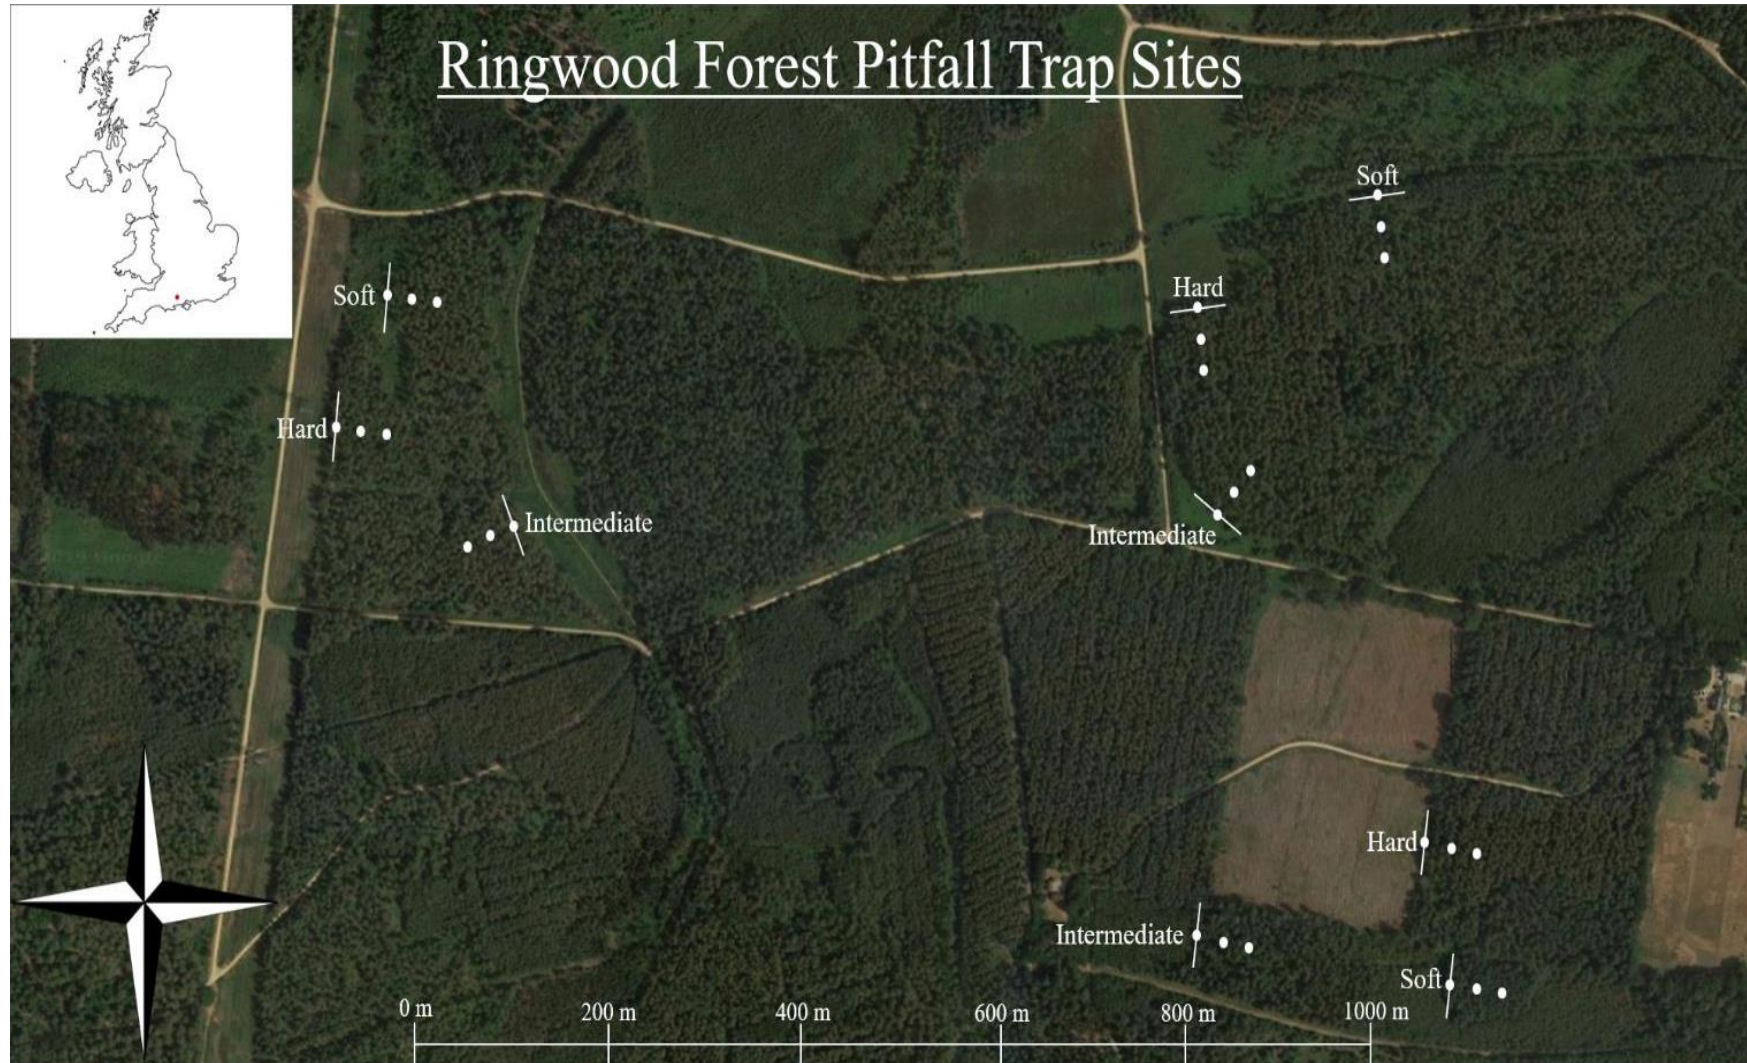 Ringwood Forest Pitfall Trap Sites
Soft
Hard
Soft
Hard
Intermediate
Intermediate
Hard
Intermediate
Soft
0 m
200 m
400 m
600 m
800 m
1000 m